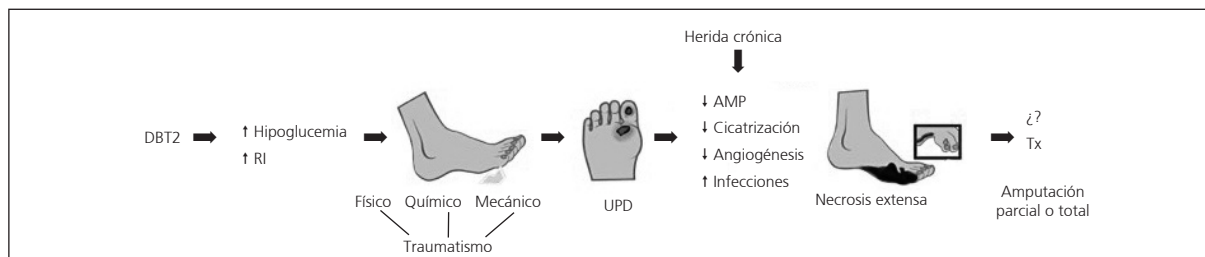 DBT2
↑ Hipoglucemia
↑ RI
Físico Químico Mecánico
Traumatismo
UPD
Herida crónica
↓ AMP
↓ Cicatrización
↓ Angiogénesis
↑ Infecciones
Necrosis extensa
¿?
Tx
Amputación
parcial o total